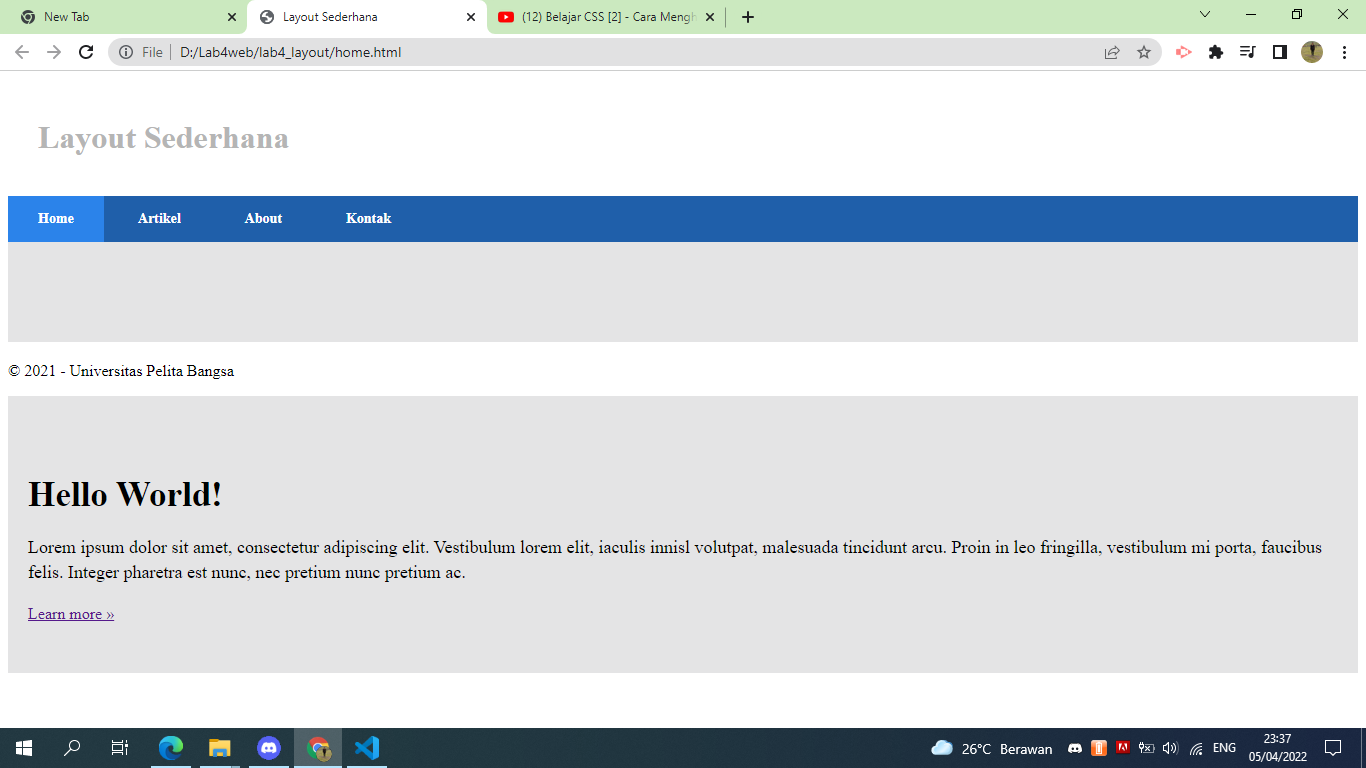 New Tab
Layout Sederhana
(12) Belajar CSS [2] - Cara Mengh
File
D:/Lab4web/lab4_layout/home.html
Layout Sederhana
Home Artikel About Kontak
© 2021 - Universitas Pelita Bangsa
Hello World!
Lorem ipsum dolor sit amet, consectetur adipiscing elit. Vestibulum lorem elit, iaculis innisl volutpat, malesuada tincidunt arcu. Proin in leo fringilla, vestibulum mi porta, faucibus
felis. Integer pharetra est nunc, nec pretium nunc pretium ac.
Learn more »
26°C Berawan
ENG
23:37
05/04/2022